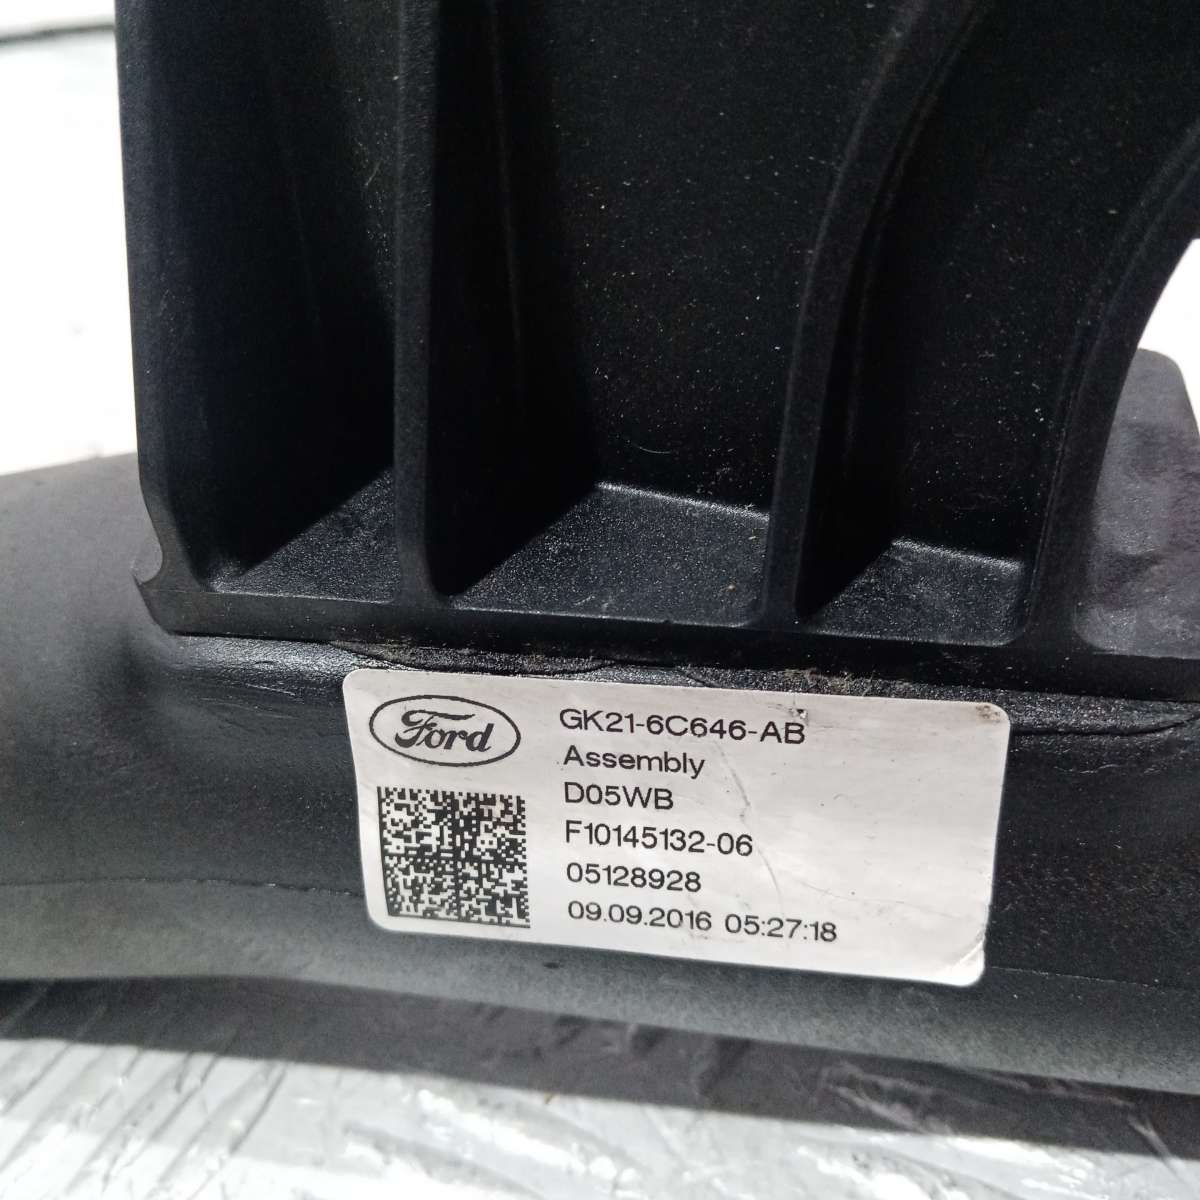 Ford
GK21-6C646-AB
Assembly
D05WB
F10145132-06
05128928
09.09.2016 05:27:18